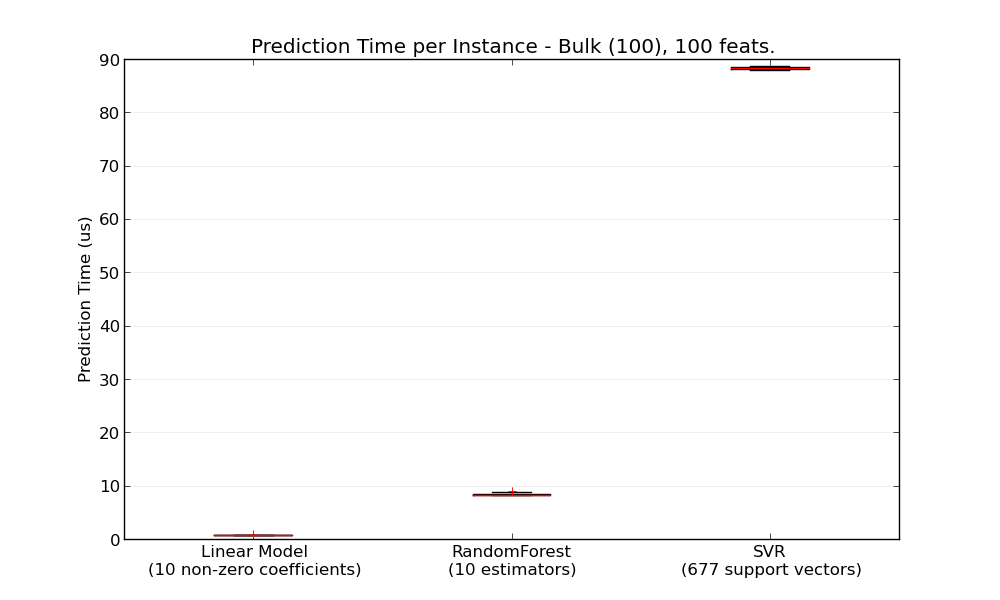 Prediction Time per Instance - Bulk (100), 100 feats.
90
80
70
60
50
40
30
20
10
0
Prediction Time (us)
Linear Model
(10 non-zero coefficients)
RandomForest
(10 estimators)
SVR
(677 support vectors)